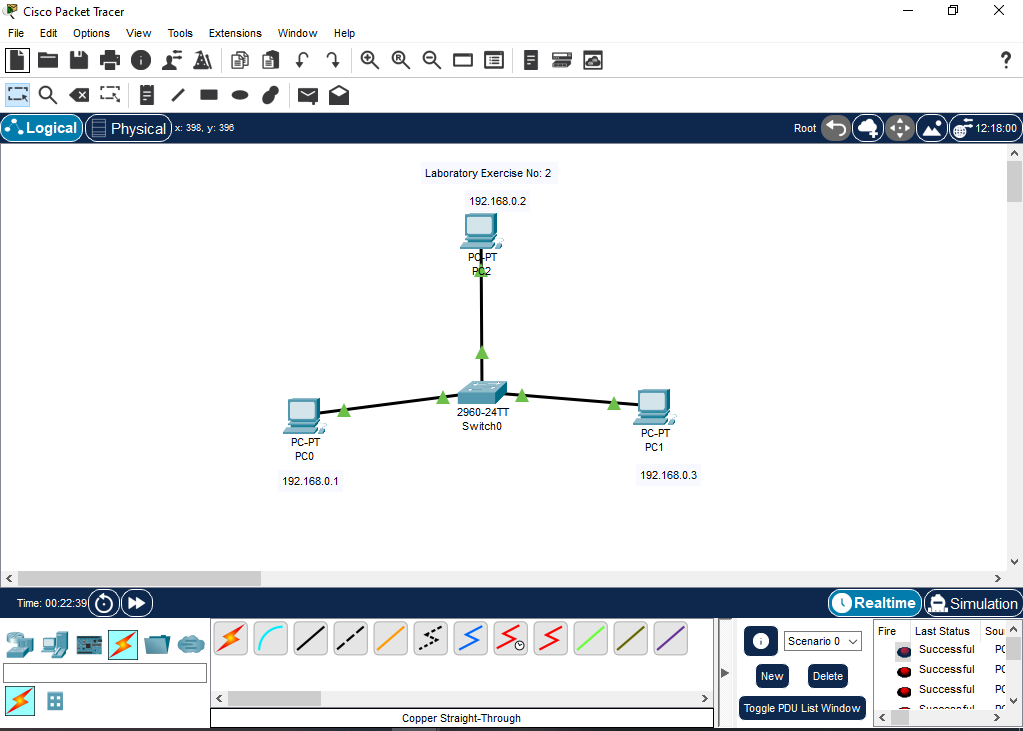 Cisco Packet Tracer
File Edit Options View Tools Extensions Window Help
?
Logical Physical x: 398, y: 396 Root 12:18:00
Laboratory Exercise No: 2
192.168.0.2
PC-PT
PC2
2960-24TT
Switch0
PC-PT
PC0
192.168.0.1
PC-PT
PC1
192.168.0.3
Time: 00:22:39 Realtime Simulation
Scenario 0
New Delete
Toggle PDU List Window
Fire Last Status Sou
Successful PC
Successful PC
Successful PC
Successful PC
Copper Straight-Through